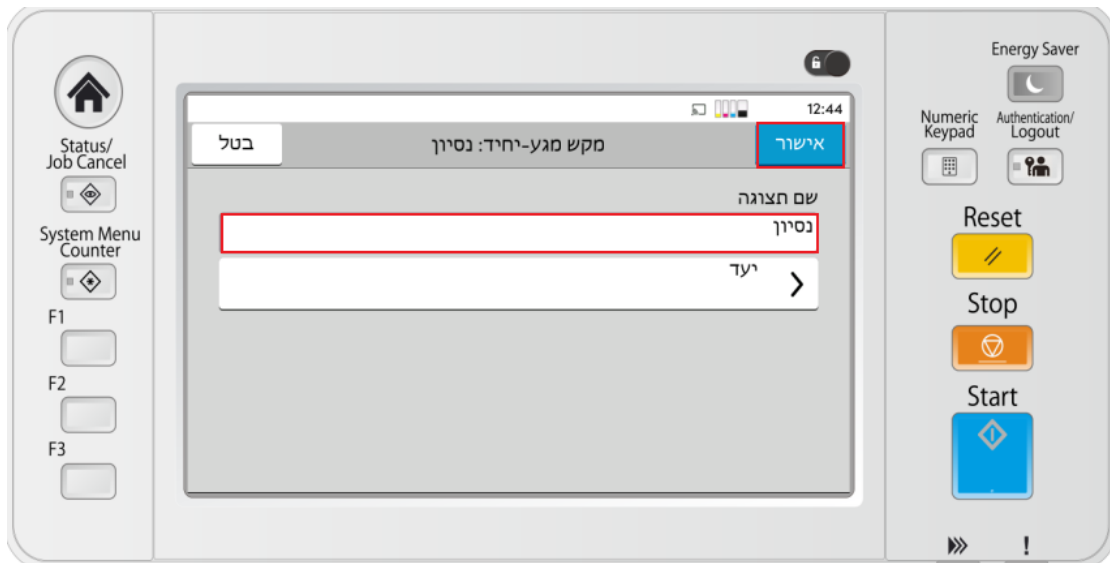 Status/
Job Cancel
System Menu
Counter
F1
F2
F3
12:44
אישור
מקש מגע-יחיד: נסיון
בטל
שם תצוגה
נסיון
יעד
Energy Saver
Numeric
Keypad
Authentication/
Logout
Reset
Stop
Start
!